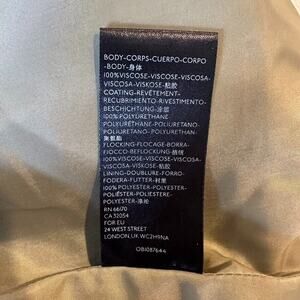 BODY-CORPS-CUERPO-CORPO
-BODY-身体
100%VISCOSE-VISCOSE-VISCOSA-
VISCOSA-VISKOSE-粘胶
COATING-REVÊTEMENT-
RECUBRIMIENTO-RIVESTIMENTO-
BESCHICHTUNG-涂层
100%POLYURETHANE-
POLYURÉTHANE-POLIURETANO-
POLIURETANO-POLYURETHAN-
聚氨酯
FLOCKING-FLOCAGE-BORRA-
FIOCCO-BEFLOCKUNG-植绒
100%VISCOSE-VISCOSE-VISCOSA-
VISCOSA-VISKOSE-粘胶
LINING-DOUBLURE-FORRO-
FODERA-FUTTER-衬里
100%POLYESTER-POLYESTER-
POLIÉSTER-POLIESTERE-
POLYESTER-涤纶
RN 66170
CA 32054
FOR EU
24 WEST STREET
LONDON, UK, WC2H9NA
OBI087644